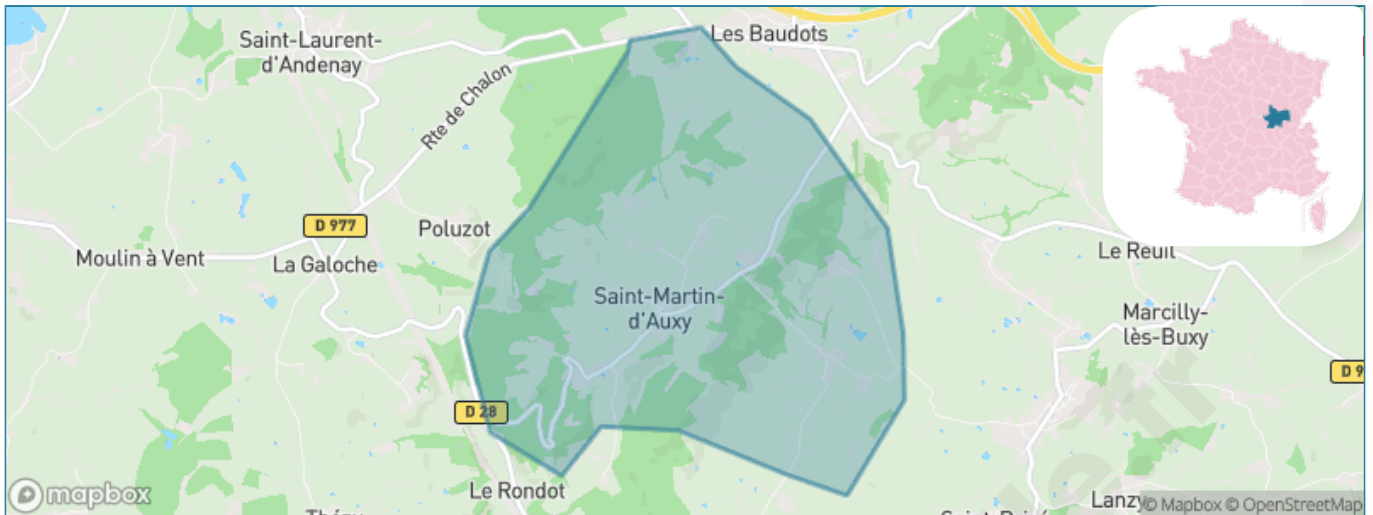 Saint-Laurent-
d'Andenay
Les Baudots
Rte de Chalon
D 977
Poluzot
Moulin à Vent
La Galoche
Le Reuil
Saint-Martin-
d'Auxy
Marcilly-
lès-Buxy
D 28
Le Rondot
mapbox
© Mapbox © OpenStreetMap